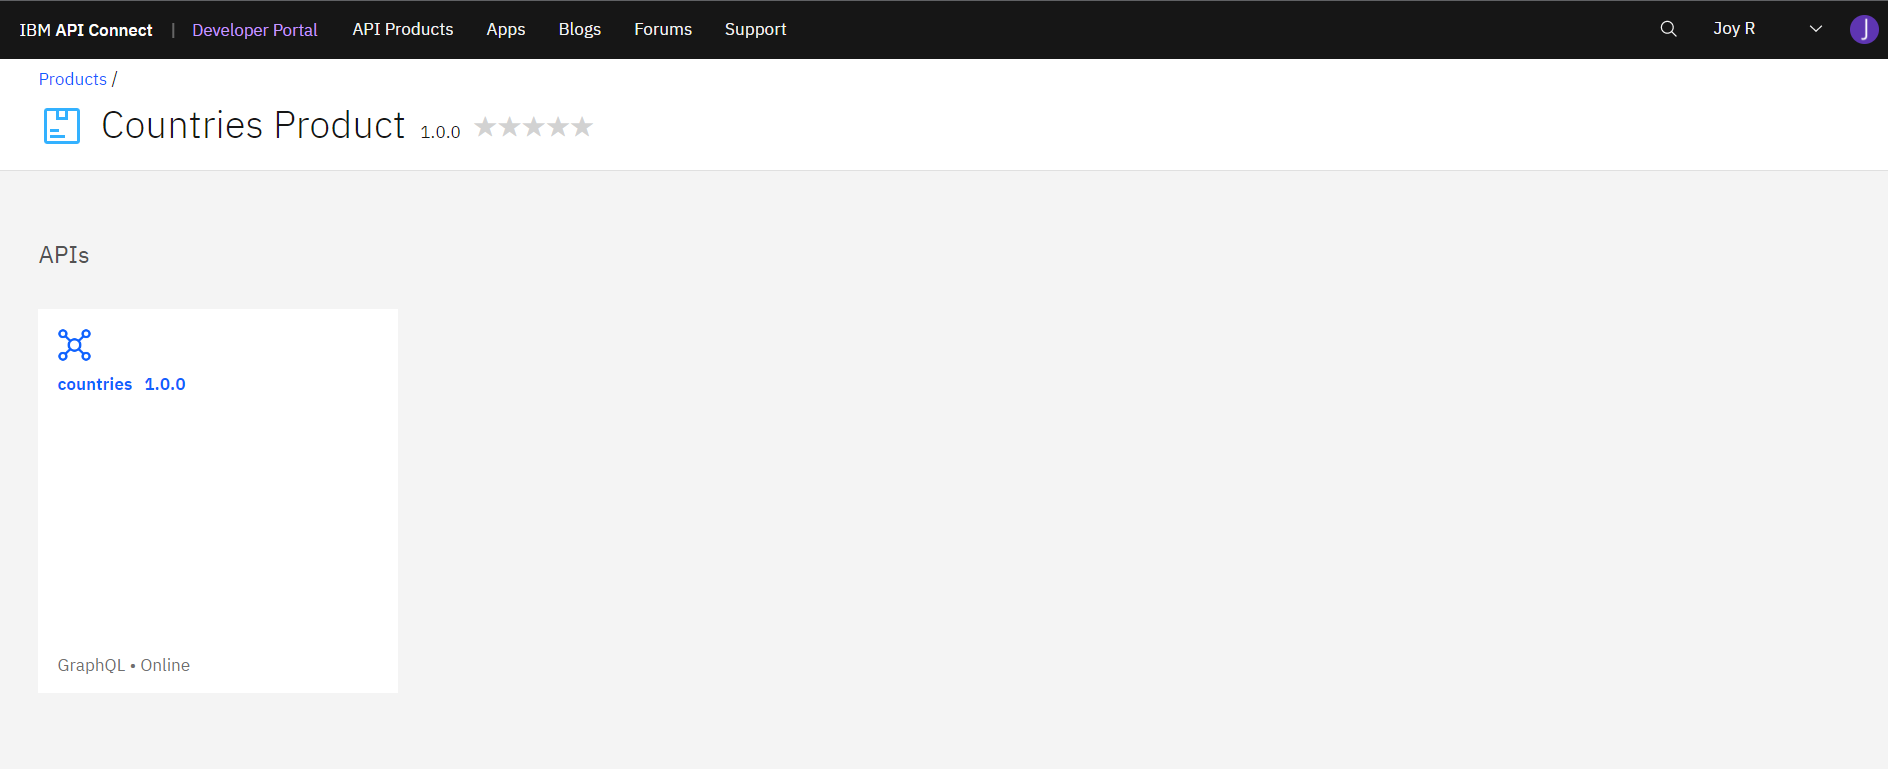 IBM API Connect | Developer Portal API Products Apps Blogs Forums Support Joy R J
Products /
Countries Product 1.0.0
APIs
countries 1.0.0
GraphQL • Online